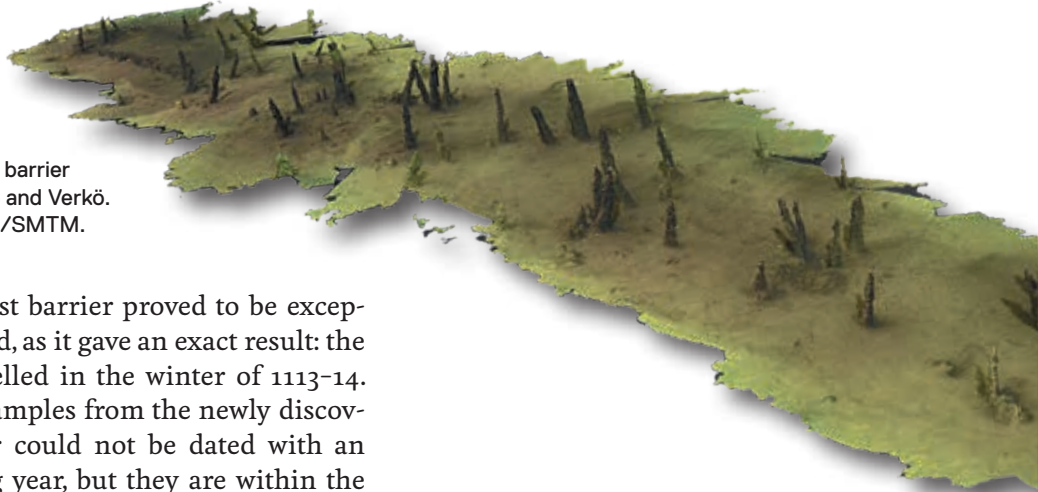 barrier
and Verkö.
/SMTM.
st barrier proved to be excep-
d, as it gave an exact result: the
elled in the winter of 1113–14.
amples from the newly discov-
r could not be dated with an
g year, but they are within the